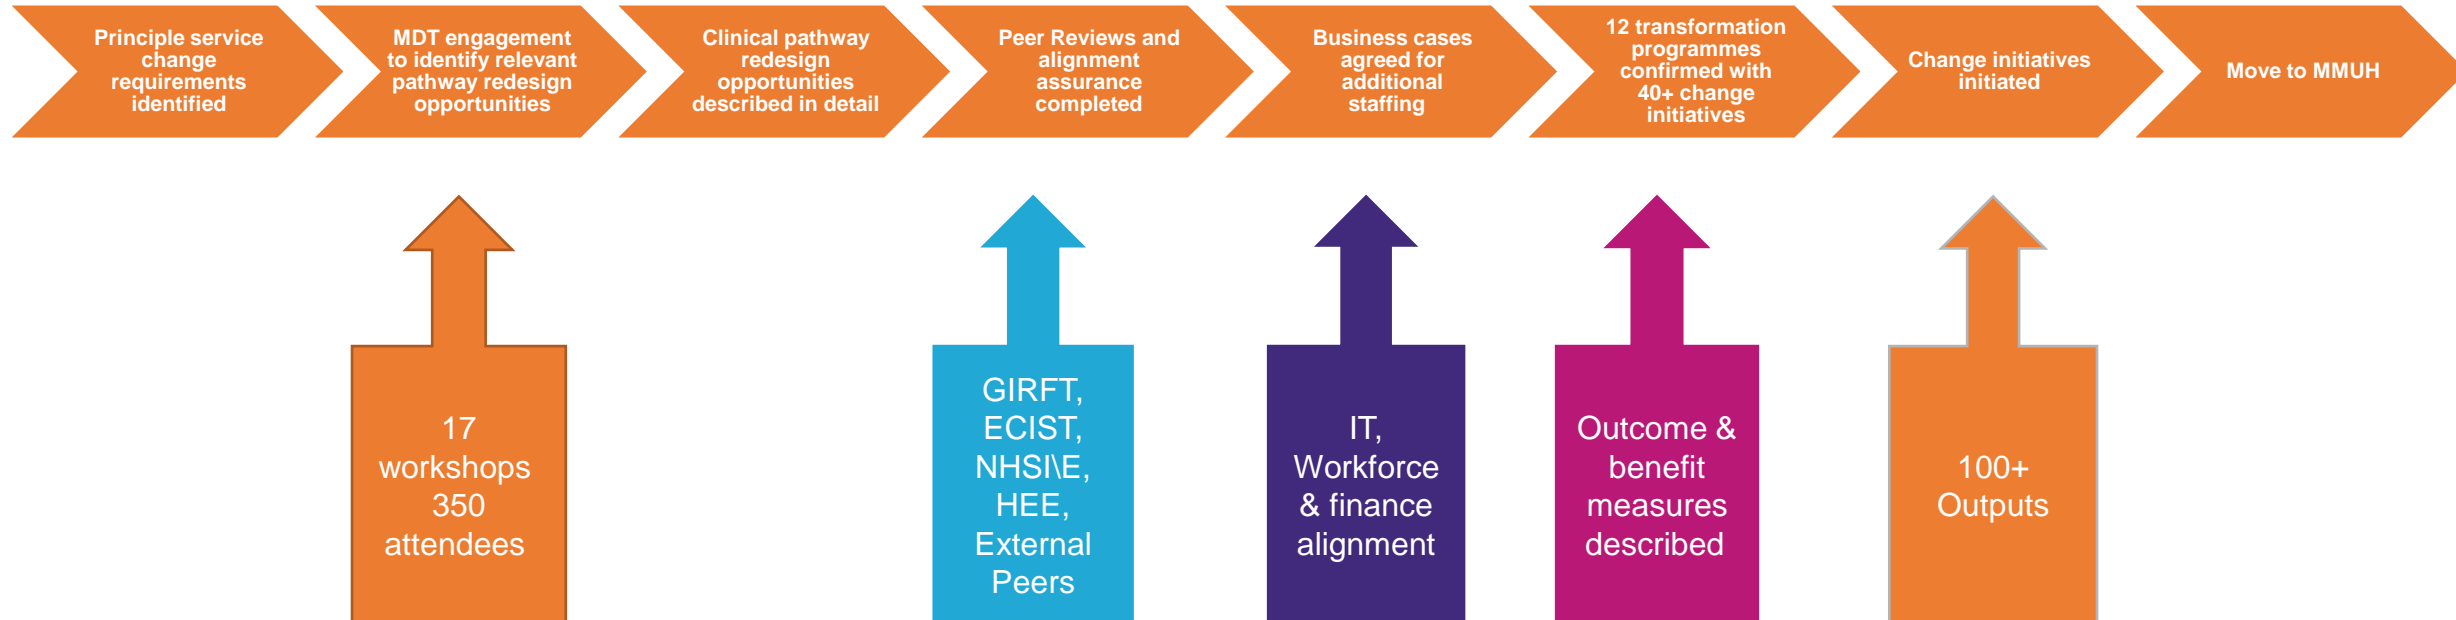 Principle service
change
requirements
identified
MDT engagement
to identify relevant
pathway redesign
opportunities
Clinical pathway
redesign
opportunities
described in detail
Peer Reviews and
alignment
assurance
completed
Business cases
agreed for
additional
staffing
12 transformation
programmes
confirmed with
40+ change
initiatives
Change initiatives
initiated
Move to MMUH
17
workshops
350
attendees
GIRFT,
ECIST,
NHSI\E,
HEE,
External
Peers
IT,
Workforce
& finance
alignment
Outcome &
benefit
measures
described
100+
Outputs